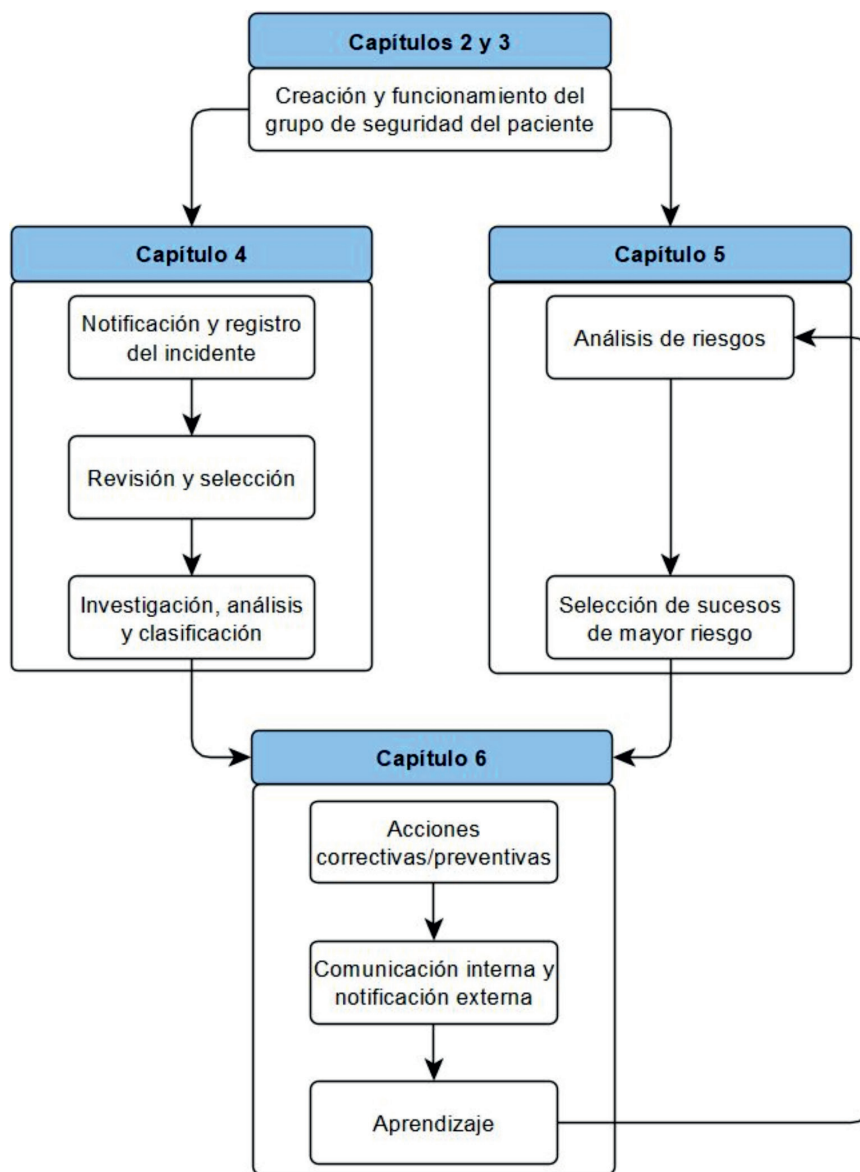 Capítulos 2 y 3
Creación y funcionamiento del
grupo de seguridad del paciente
Capítulo 4
Notificación y registro
del incidente
Revisión y selección
Investigación, análisis
y clasificación
Capítulo 5
Análisis de riesgos
Selección de sucesos
de mayor riesgo
Capítulo 6
Acciones
correctivas/preventivas
Comunicación interna y
notificación externa
Aprendizaje